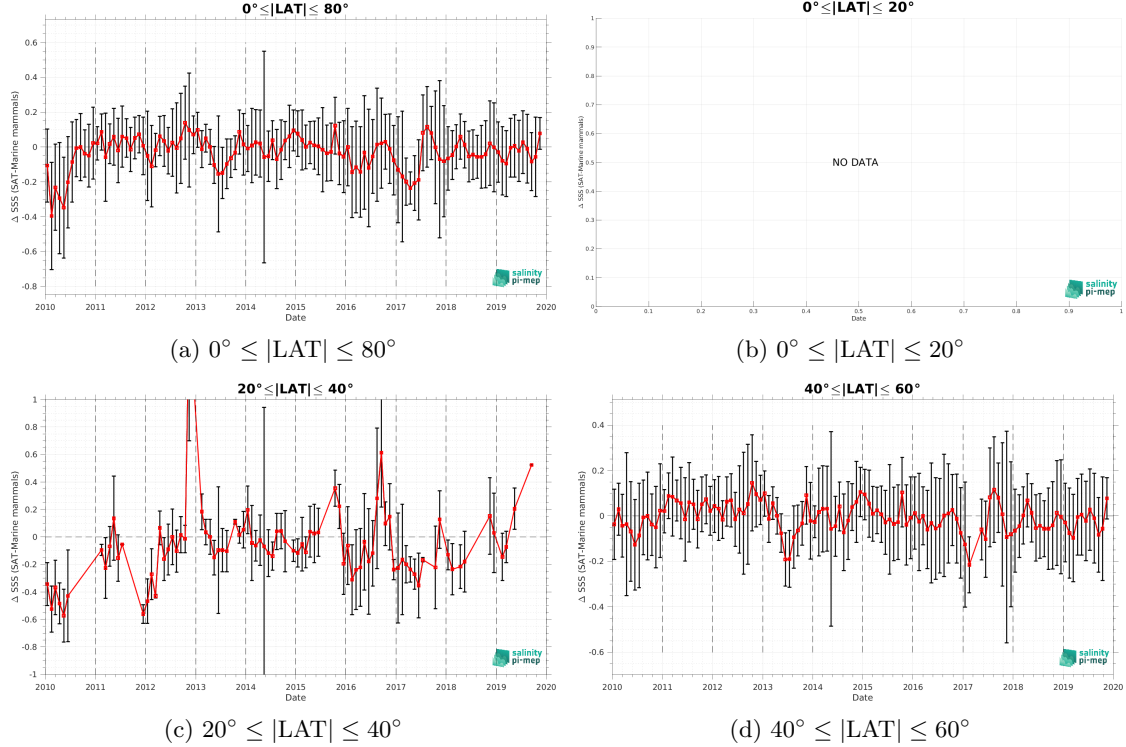 0°≤|LAT|≤ 80°
Δ SSS (SAT-Marine mammals)
0.6
0.4
0.2
0
-0.2
-0.4
-0.6
-0.8
2010 2011 2012 2013 2014 2015 2016 2017 2018 2019 2020
Date
salinity
pi-mep
(a) 0° ≤ |LAT| ≤ 80°
0°≤|LAT|≤ 20°
Δ SSS (SAT-Marine mammals)
1
0.9
0.8
0.7
0.6
0.5
0.4
0.3
0.2
0.1
0
NO DATA
0 0.1 0.2 0.3 0.4 0.5 0.6 0.7 0.8 0.9 1
Date
salinity
pi-mep
(b) 0° ≤ |LAT| ≤ 20°
20°≤|LAT|≤ 40°
Δ SSS (SAT-Marine mammals)
1
0.8
0.6
0.4
0.2
0
-0.2
-0.4
-0.6
-0.8
-1
2010 2011 2012 2013 2014 2015 2016 2017 2018 2019 2020
Date
salinity
pi-mep
(c) 20° ≤ |LAT| ≤ 40°
40°≤|LAT|≤ 60°
Δ SSS (SAT-Marine mammals)
0.4
0.2
0
-0.2
-0.4
-0.6
2010 2011 2012 2013 2014 2015 2016 2017 2018 2019 2020
Date
salinity
pi-mep
(d) 40° ≤ |LAT| ≤ 60°